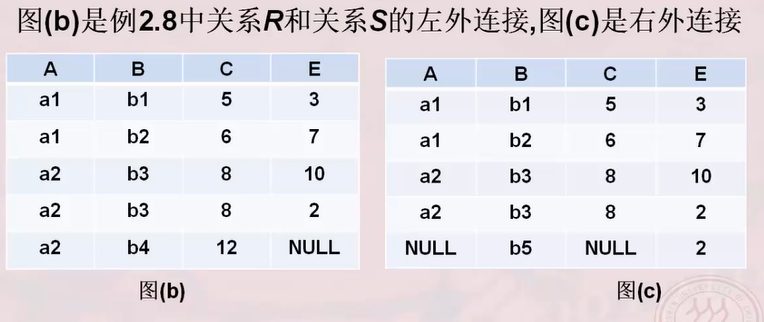 图(b)是例2.8中关系R和关系S的左外连接,图(c)是右外连接
A B C E
a1 b1 5 3
a1 b2 6 7
a2 b3 8 10
a2 b3 8 2
a2 b4 12 NULL
图(b)
A B C E
a1 b1 5 3
a1 b2 6 7
a2 b3 8 10
a2 b3 8 2
NULL b5 NULL 2
图(c)